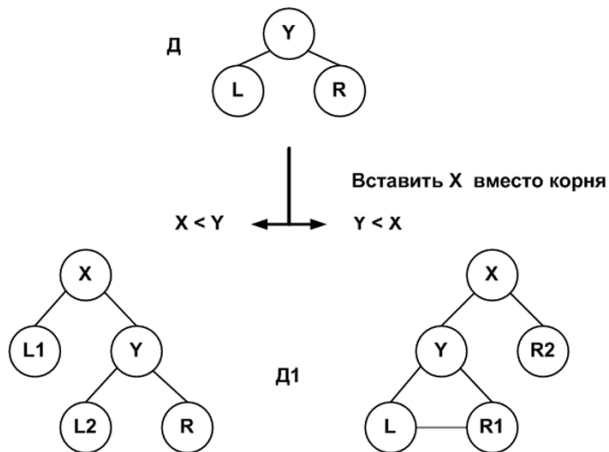 Д
Y
L
R
Вставить X вместо корня
X < Y
Y < X
X
X
L1
Y
Y
R2
Д1
L2
R
L
R1